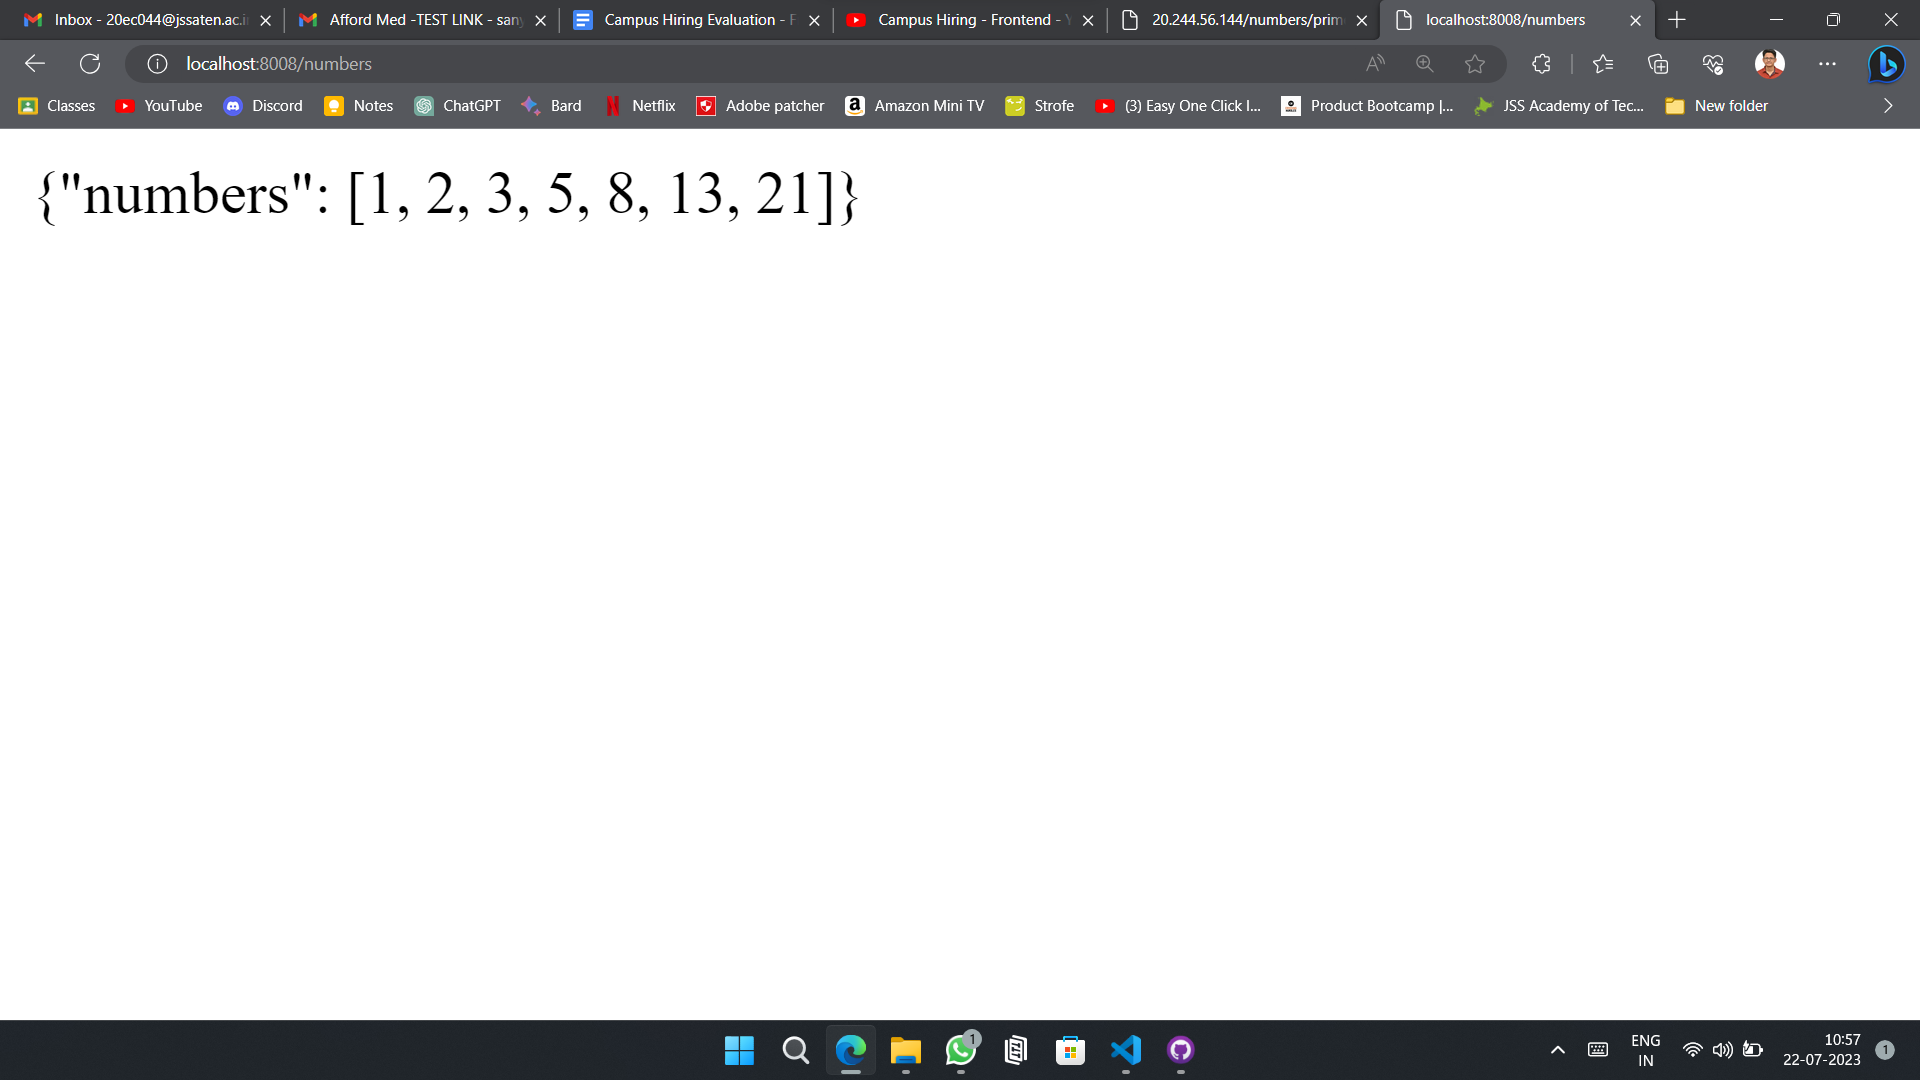 Inbox - 20ec044@jssaten.ac.i
Afford Med -TEST LINK - san
Campus Hiring Evaluation - F
Campus Hiring - Frontend - Y
20.244.56.144/numbers/prim
localhost:8008/numbers
localhost:8008/numbers
Classes
YouTube
Discord
Notes
ChatGPT
Bard
Netflix
Adobe patcher
Amazon Mini TV
Strofe
(3) Easy One Click I...
Product Bootcamp |...
JSS Academy of Tec...
New folder
{"numbers": [1, 2, 3, 5, 8, 13, 21]}
1
ENG
IN
10:57
22-07-2023
1